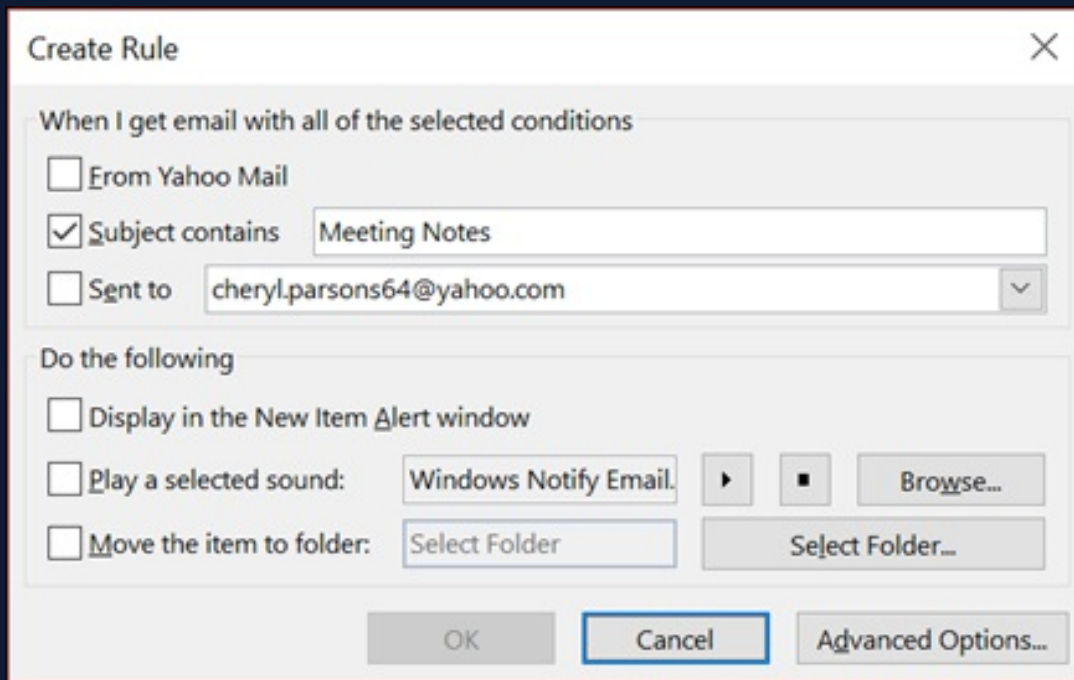 Create Rule
When I get email with all of the selected conditions
From Yahoo Mail
Subject contains Meeting Notes
Sent to cheryl.parsons64@yahoo.com
Do the following
Display in the New Item Alert window
Play a selected sound: Windows Notify Email. Browse...
Move the item to folder: Select Folder Select Folder...
OK Cancel Advanced Options...